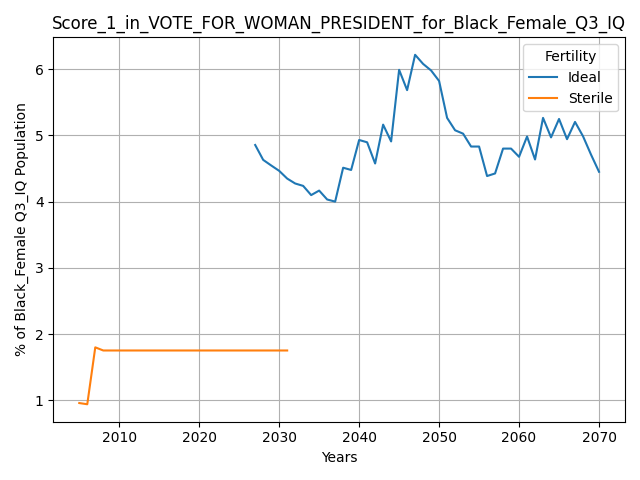 Score_1_in_VOTE_FOR_WOMAN_PRESIDENT_for_Black_Female_Q3_IQ
% of Black_Female Q3_IQ Population
6
5
4
3
2
1
Fertility
Ideal
Sterile
2010 2020 2030 2040 2050 2060 2070
Years